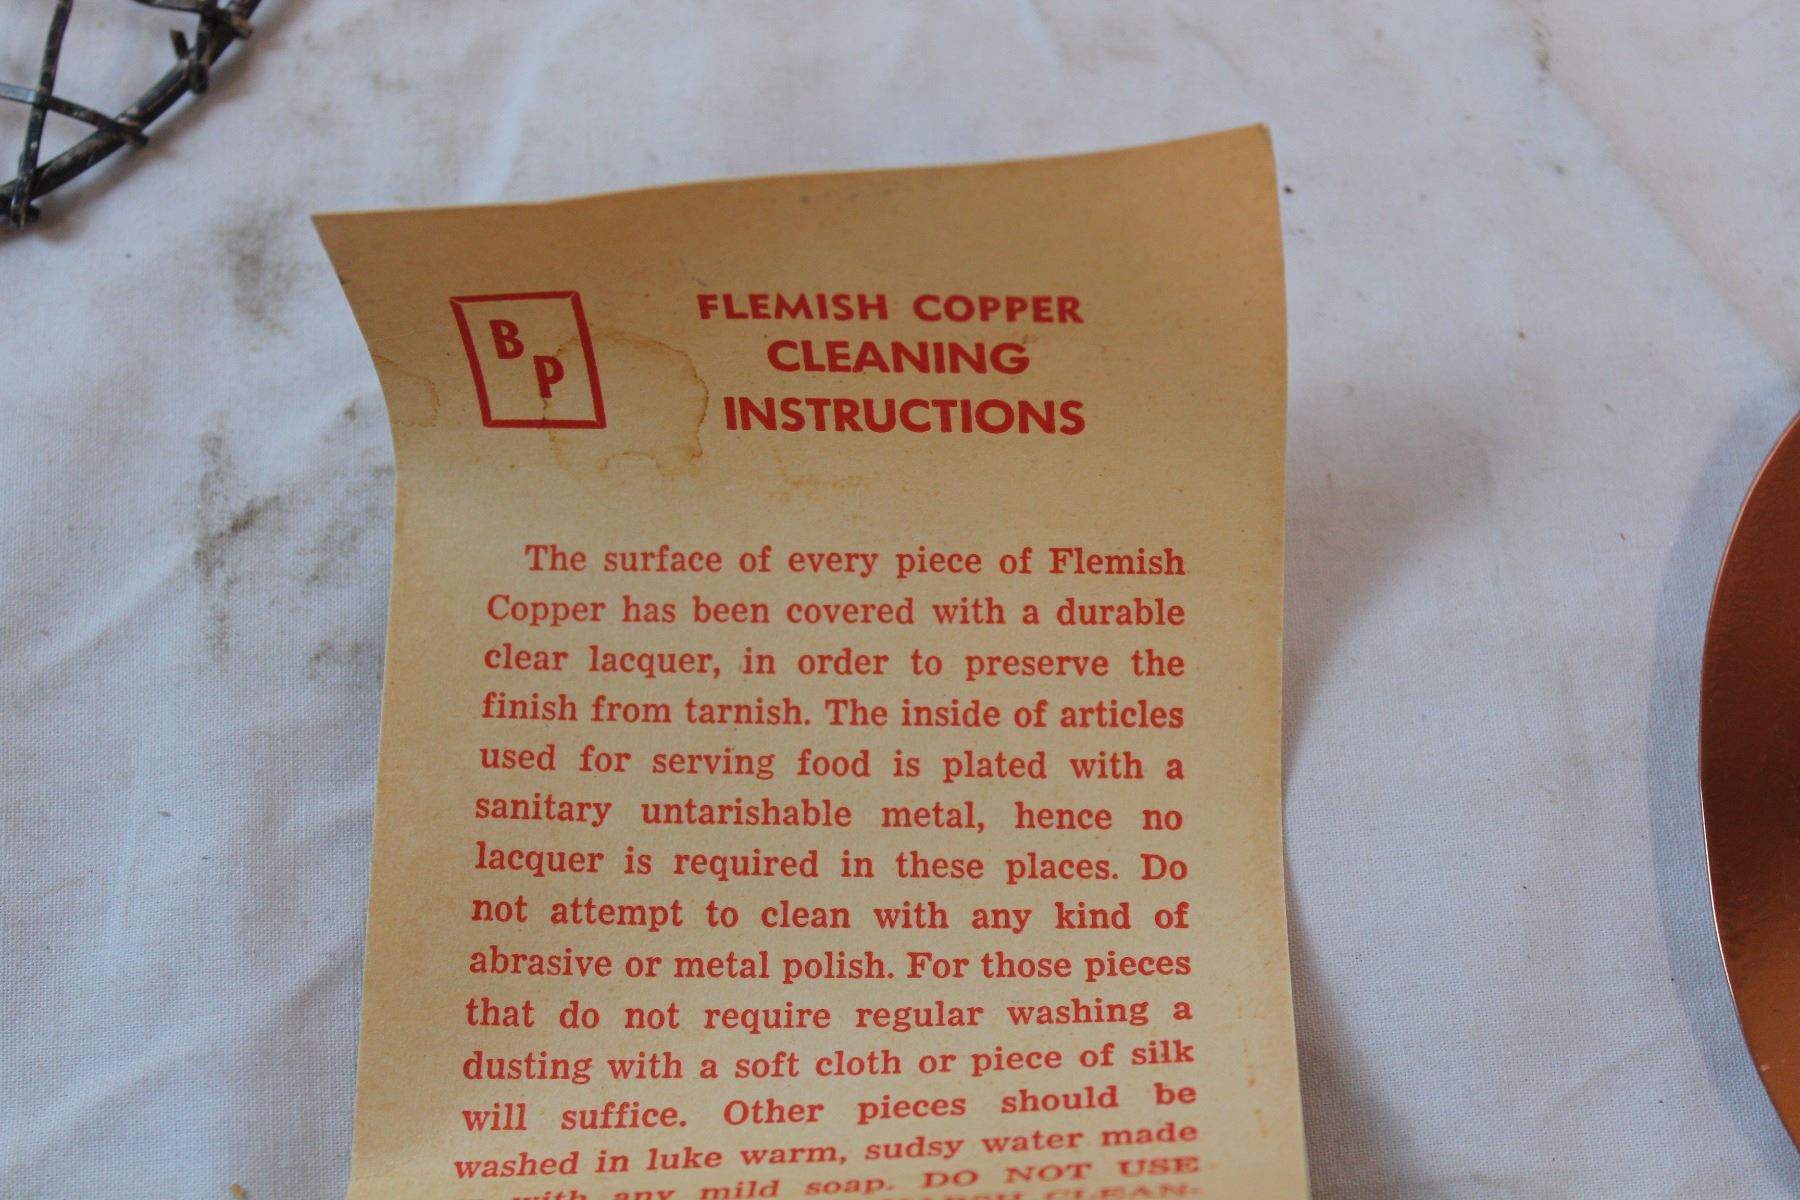 B
P
FLEMISH COPPER
CLEANING
INSTRUCTIONS
The surface of every piece of Flemish
Copper has been covered with a durable
clear lacquer, in order to preserve the
finish from tarnish. The inside of articles
used for serving food is plated with a
sanitary untarishable metal, hence no
lacquer is required in these places. Do
not attempt to clean with any kind of
abrasive or metal polish. For those pieces
that do not require regular washing a
dusting with a soft cloth or piece of silk
will suffice. Other pieces should be
washed in luke warm, sudsy water made
with any mild soap. DO NOT USE
CLEAN-